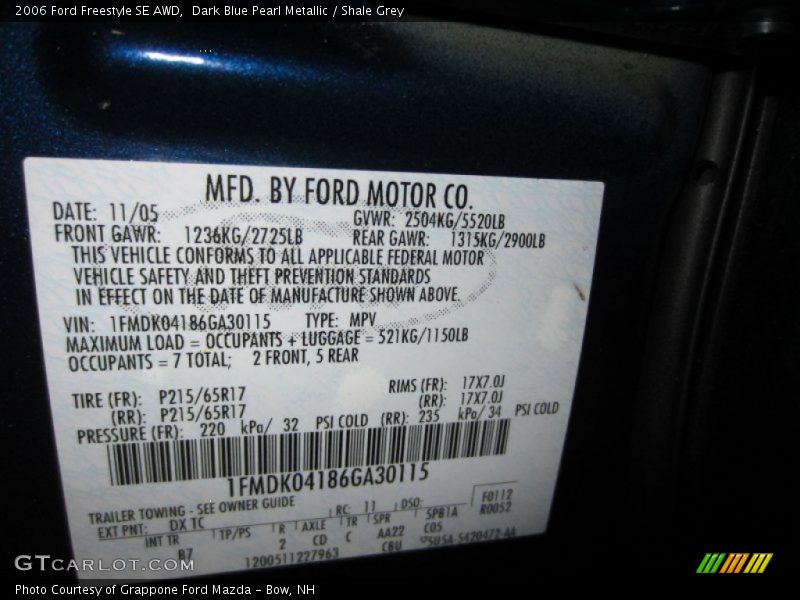 2006 Ford Freestyle SE AWD,  Dark Blue Pearl Metallic / Shale Grey
MFD. BY FORD MOTOR CO.
DATE: 11/05 GVWR: 2504KG/5520LB
FRONT GAWR: 1236KG/2725LB REAR GAWR: 1315KG/2900LB
THIS VEHICLE CONFORMS TO ALL APPLICABLE FEDERAL MOTOR
VEHICLE SAFETY AND THEFT PREVENTION STANDARDS
IN EFFECT ON THE DATE OF MANUFACTURE SHOWN ABOVE.
VIN: 1FMDK04186GA30115 TYPE: MPV
MAXIMUM LOAD = OCCUPANTS + LUGGAGE = 521KG/1150LB
OCCUPANTS = 7 TOTAL; 2 FRONT, 5 REAR
TIRE (FR): P215/65R17 RIMS (FR): 17X7.0J
(RR): P215/65R17 (RR): 17X7.0J
PRESSURE (FR): 220 kPa/ 32 PSI COLD (RR): 235 kPa/ 34 PSI COLD
1FMDK04186GA30115
TRAILER TOWING - SEE OWNER GUIDE
EXT PNT: DX TC RC: 11 DSO: F0112
INT TR TP/PS R AXLE TR SPR SPB1A R0052
B7 2 CD C AA22 C05
1200511227963 CBU 5U5A-5420472-AA
GTCARLOT.COM
Photo Courtesy of Grappone Ford Mazda - Bow, NH